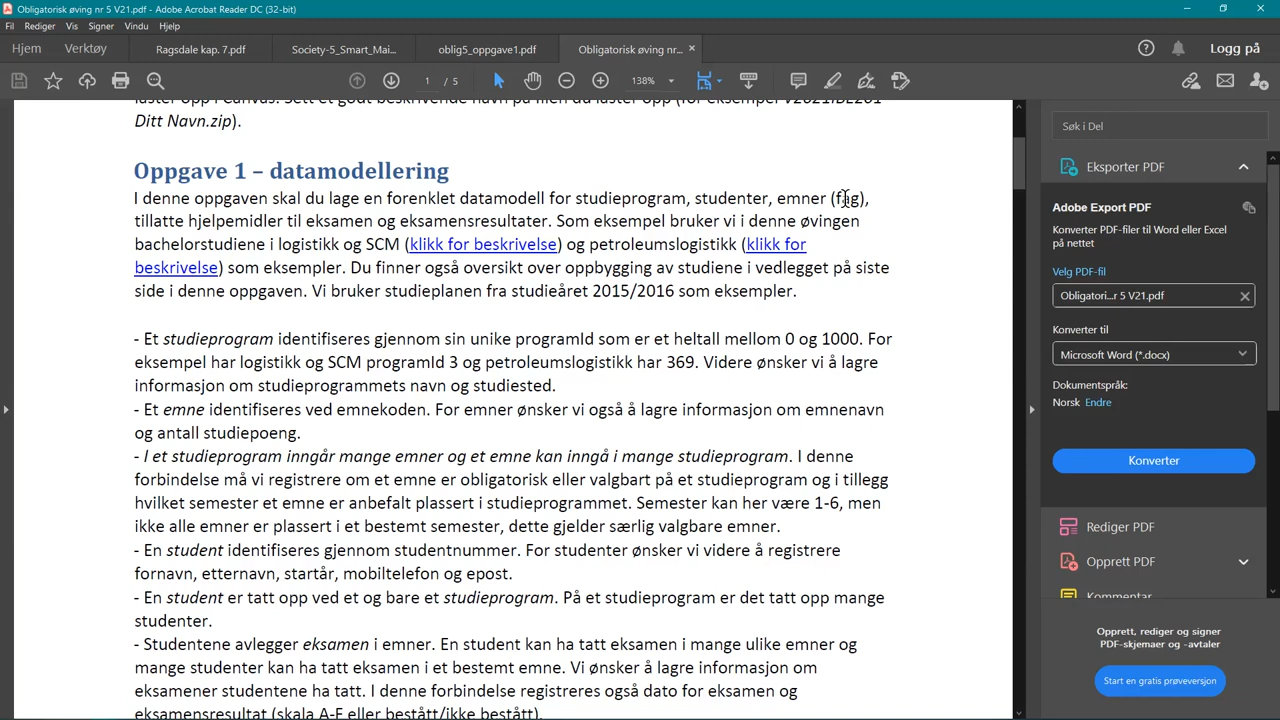 Obligatorisk øving nr 5 V21.pdf - Adobe Acrobat Reader DC (32-bit)
Fil Rediger Vis Signer Vindu Hjelp
Hjem Verktøy Ragsdale kap. 7.pdf Society-5_Smart_Mai... oblig5_oppgave1.pdf Obligatorisk øving nr... × Logg på
1 / 5 138%
Ditt Navn.zip).
Oppgave 1 – datamodellering
I denne oppgaven skal du lage en forenklet datamodell for studieprogram, studenter, emner (fag),
tillatte hjelpemidler til eksamen og eksamensresultater. Som eksempel bruker vi i denne øvingen
bachelorstudiene i logistikk og SCM (klikk for beskrivelse) og petroleumslogistikk (klikk for
beskrivelse) som eksempler. Du finner også oversikt over oppbygging av studiene i vedlegget på siste
side i denne oppgaven. Vi bruker studieplanen fra studieåret 2015/2016 som eksempler.
- Et studieprogram identifiseres gjennom sin unike programId som er et heltall mellom 0 og 1000. For
eksempel har logistikk og SCM programId 3 og petroleumslogistikk har 369. Videre ønsker vi å lagre
informasjon om studieprogrammets navn og studiested.
- Et emne identifiseres ved emnekoden. For emner ønsker vi også å lagre informasjon om emnenavn
og antall studiepoeng.
- I et studieprogram inngår mange emner og et emne kan inngå i mange studieprogram. I denne
forbindelse må vi registrere om et emne er obligatorisk eller valgbart på et studieprogram og i tillegg
hvilket semester et emne er anbefalt plassert i studieprogrammet. Semester kan her være 1-6, men
ikke alle emner er plassert i et bestemt semester, dette gjelder særlig valgbare emner.
- En student identifiseres gjennom studentnummer. For studenter ønsker vi videre å registrere
fornavn, etternavn, startår, mobiltelefon og epost.
- En student er tatt opp ved et og bare et studieprogram. På et studieprogram er det tatt opp mange
studenter.
- Studentene avlegger eksamen i emner. En student kan ha tatt eksamen i mange ulike emner og
mange studenter kan ha tatt eksamen i et bestemt emne. Vi ønsker å lagre informasjon om
eksamener studentene ha tatt. I denne forbindelse registreres også dato for eksamen og
eksamensresultat (skala A-F eller bestått/ikke bestått).
Søk i Del
Eksporter PDF
Adobe Export PDF
Konverter PDF-filer til Word eller Excel
på nettet
Velg PDF-fil
Obligatori...r 5 V21.pdf
Konverter til
Microsoft Word (*.docx)
Dokumentspråk:
Norsk Endre
Konverter
Rediger PDF
Opprett PDF
Kommentar
Opprett, rediger og signer
PDF-skjemaer og -avtaler
Start en gratis prøveversjon